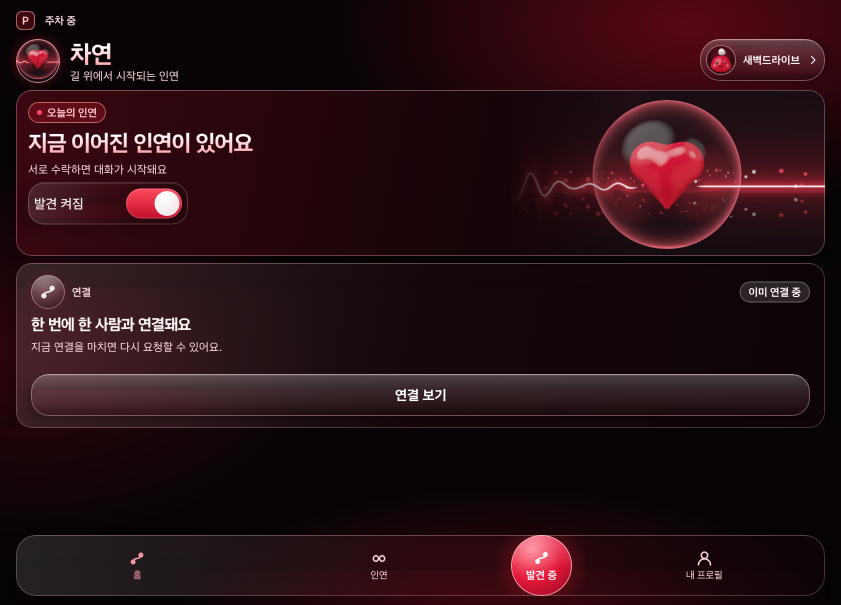 P 주차 중
차연
길 위에서 시작되는 인연
새벽드라이브
오늘의 인연
지금 이어진 인연이 있어요
서로 수락하면 대화가 시작돼요
발견 켜짐
연결
이미 연결 중
한 번에 한 사람과 연결돼요
지금 연결을 마치면 다시 요청할 수 있어요.
연결 보기
홈
인연
발견 중
내 프로필